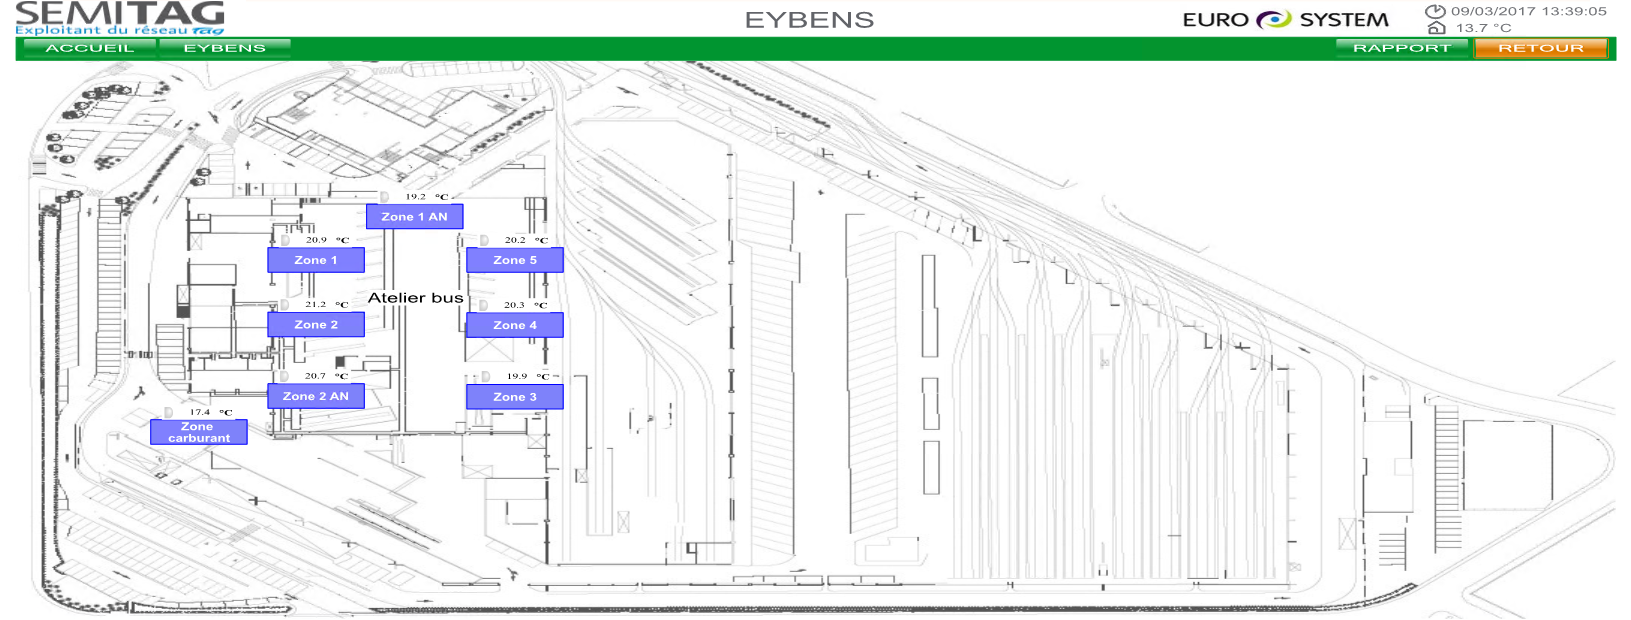 SEMITAG
Exploitant du réseau tag
EYBENS
EURO SYSTEM
09/03/2017 13:39:05
13.7 °C
ACCUEIL
EYBENS
RAPPORT
RETOUR
19.2 °C
Zone 1 AN
20.9 °C
Zone 1
20.2 °C
Zone 5
Atelier bus
21.2 °C
Zone 2
20.3 °C
Zone 4
20.7 °C
Zone 2 AN
19.9 °C
Zone 3
17.4 °C
Zone
carburant